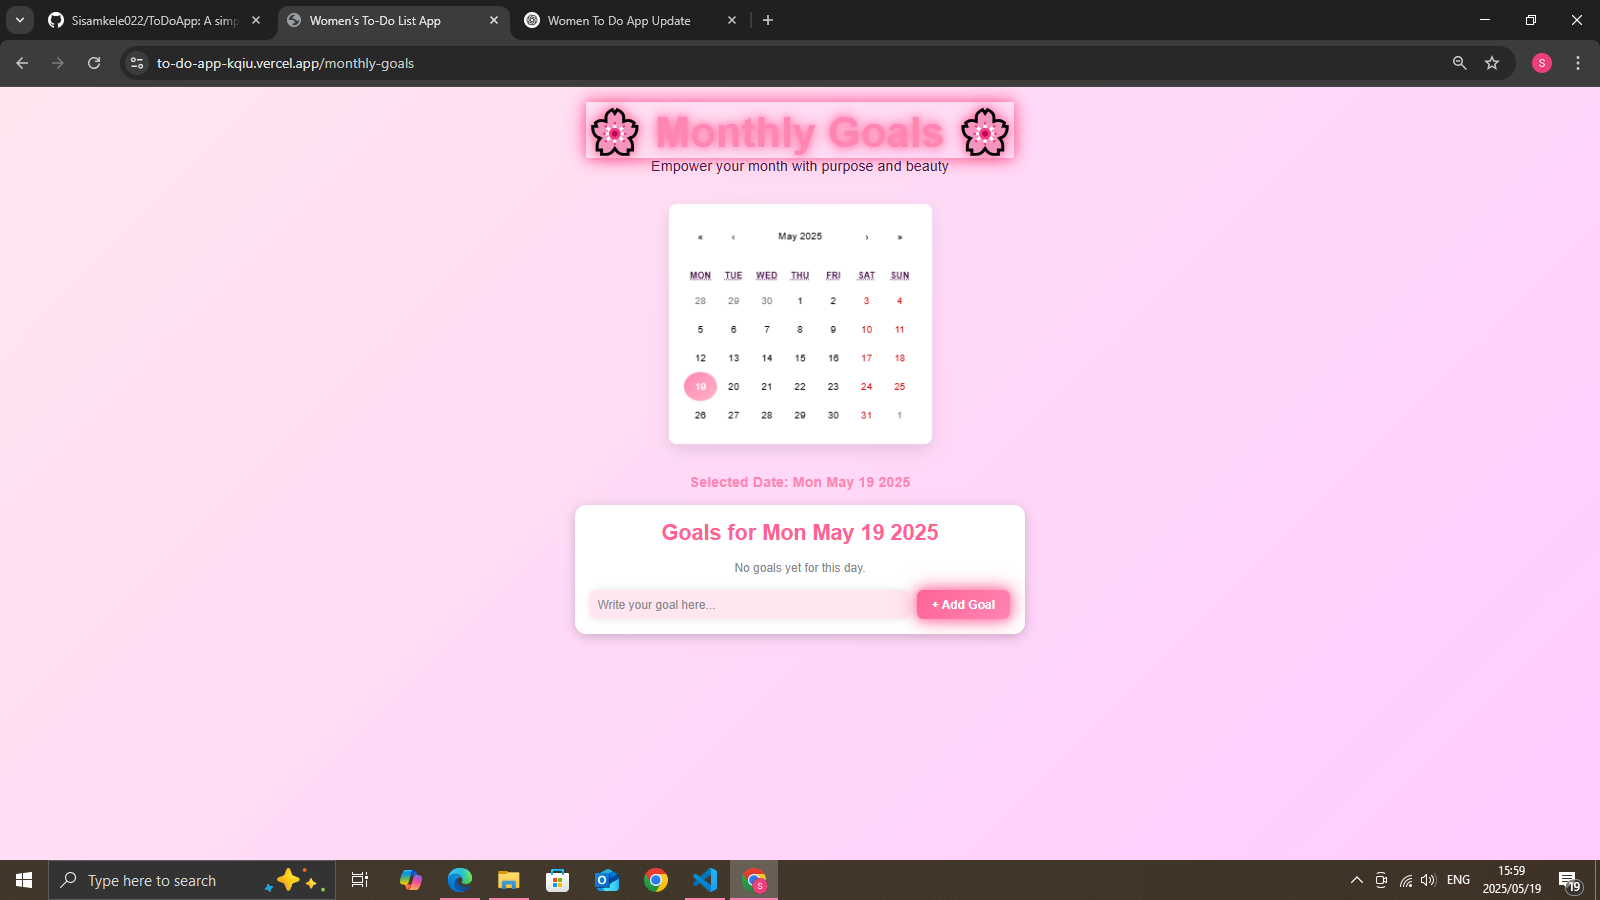 Sisamkele022/ToDoApp: A simp
Women's To-Do List App
Women To Do App Update
to-do-app-kqiu.vercel.app/monthly-goals
S
🌸 Monthly Goals 🌸
Empower your month with purpose and beauty
« ‹ May 2025 › »
MON TUE WED THU FRI SAT SUN
28 29 30 1 2 3 4
5 6 7 8 9 10 11
12 13 14 15 16 17 18
19 20 21 22 23 24 25
26 27 28 29 30 31 1
Selected Date: Mon May 19 2025
Goals for Mon May 19 2025
No goals yet for this day.
Write your goal here...
+ Add Goal
Type here to search
S
ENG
15:59
2025/05/19
19